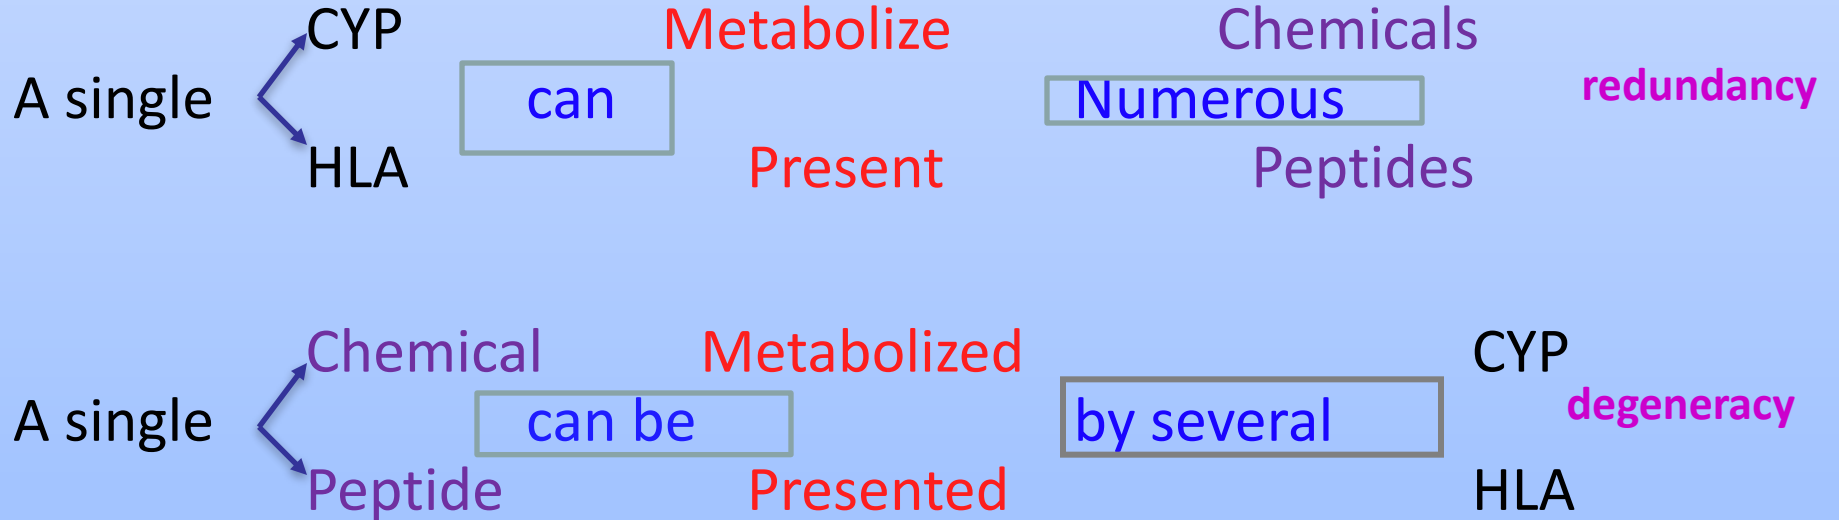 CYP Metabolize Chemicals
A single can Numerous redundancy
HLA Present Peptides
Chemical Metabolized CYP
A single can be by several degeneracy
Peptide Presented HLA